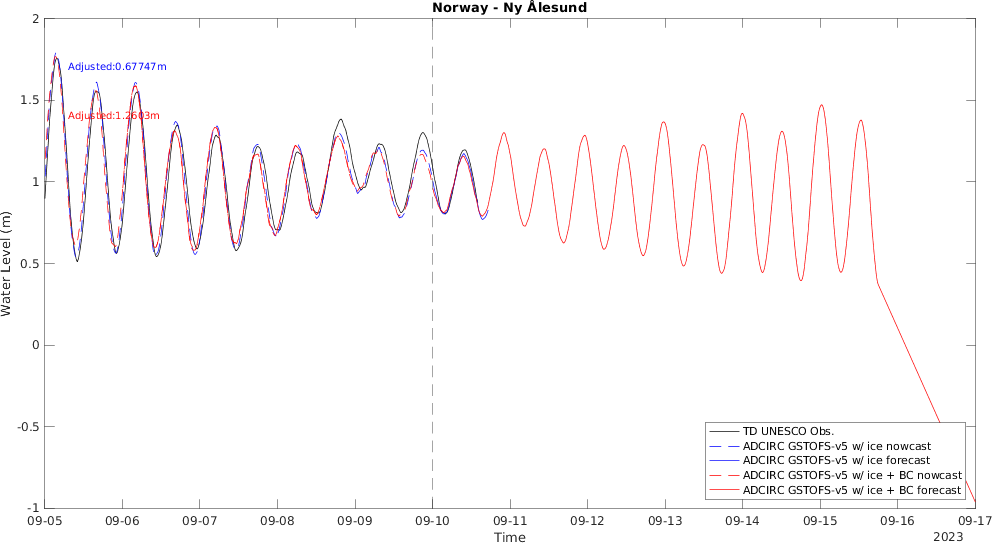 Norway - Ny Ålesund
2
1.5
1
0.5
0
-0.5
-1
Water Level (m)
Adjusted:0.67747m
Adjusted:1.2603m
TD UNESCO Obs.
ADCIRC GSTOFS-v5 w/ ice nowcast
ADCIRC GSTOFS-v5 w/ ice forecast
ADCIRC GSTOFS-v5 w/ ice + BC nowcast
ADCIRC GSTOFS-v5 w/ ice + BC forecast
09-05 09-06 09-07 09-08 09-09 09-10 09-11 09-12 09-13 09-14 09-15 09-16 09-17
Time
2023